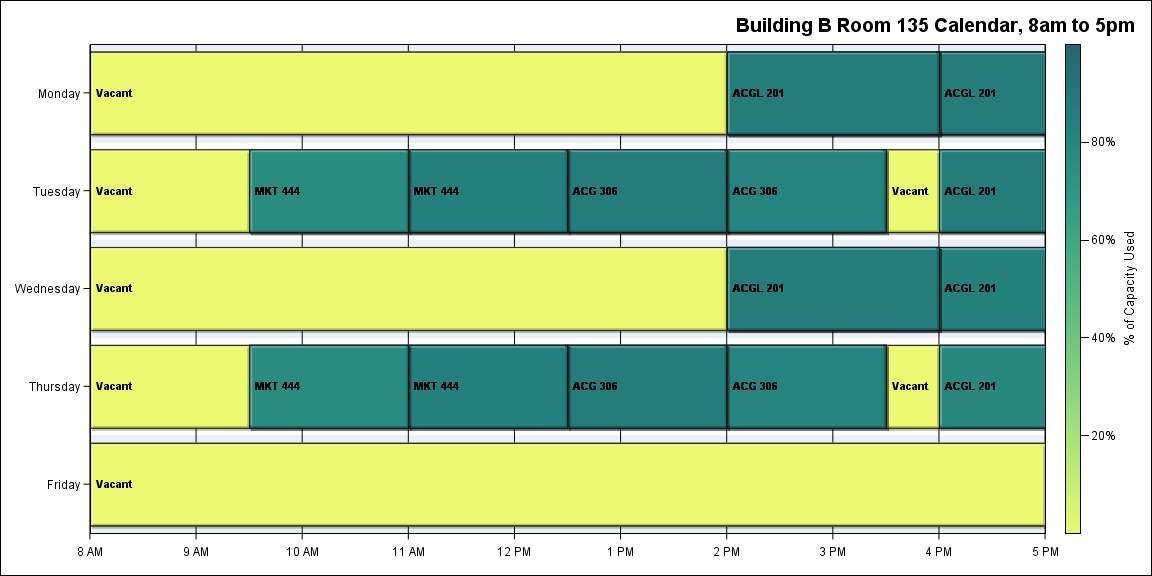 Building B Room 135 Calendar, 8am to 5pm
Monday
Vacant
ACGL 201
ACGL 201
Tuesday
Vacant
MKT 444
MKT 444
ACG 306
ACG 306
Vacant
ACGL 201
Wednesday
Vacant
ACGL 201
ACGL 201
Thursday
Vacant
MKT 444
MKT 444
ACG 306
ACG 306
Vacant
ACGL 201
Friday
Vacant
8 AM 9 AM 10 AM 11 AM 12 PM 1 PM 2 PM 3 PM 4 PM 5 PM
80%
60%
40%
20%
% of Capacity Used